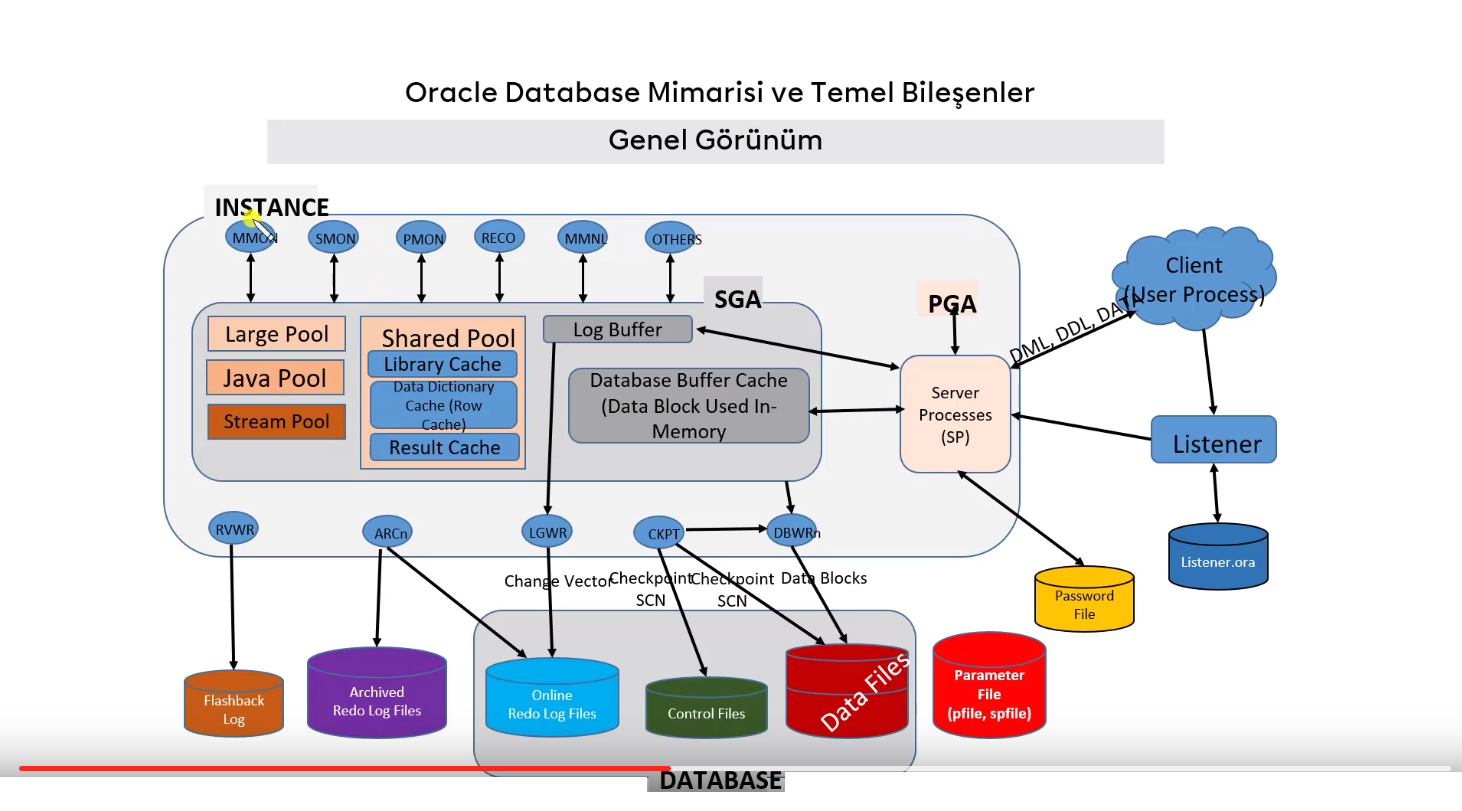 Oracle Database Mimarisi ve Temel Bileşenler
Genel Görünüm
INSTANCE
MMON
SMON
PMON
RECO
MMNL
OTHERS
SGA
PGA
Large Pool
Java Pool
Stream Pool
Shared Pool
Library Cache
Data Dictionary
Cache (Row
Cache)
Result Cache
Log Buffer
Database Buffer Cache
(Data Block Used In-
Memory
Server
Processes
(SP)
DML, DDL, DATA
Client
(User Process)
Listener
Listener.ora
Password
File
RVWR
ARCn
LGWR
CKPT
DBWRn
Change Vector
Checkpoint
SCN
Checkpoint
SCN
Data Blocks
Flashback
Log
Archived
Redo Log Files
Online
Redo Log Files
Control Files
Data Files
Parameter
File
(pfile, spfile)
DATABASE